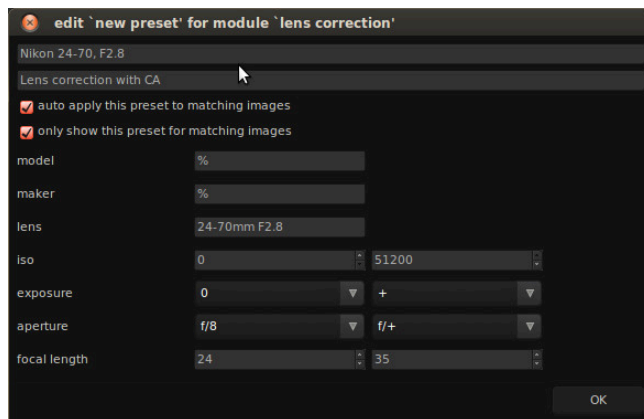 edit `new preset' for module `lens correction'
Nikon 24-70, F2.8
Lens correction with CA
auto apply this preset to matching images
only show this preset for matching images
model %
maker %
lens 24-70mm F2.8
iso 0 51200
exposure 0 +
aperture f/8 f/+
focal length 24 35
OK